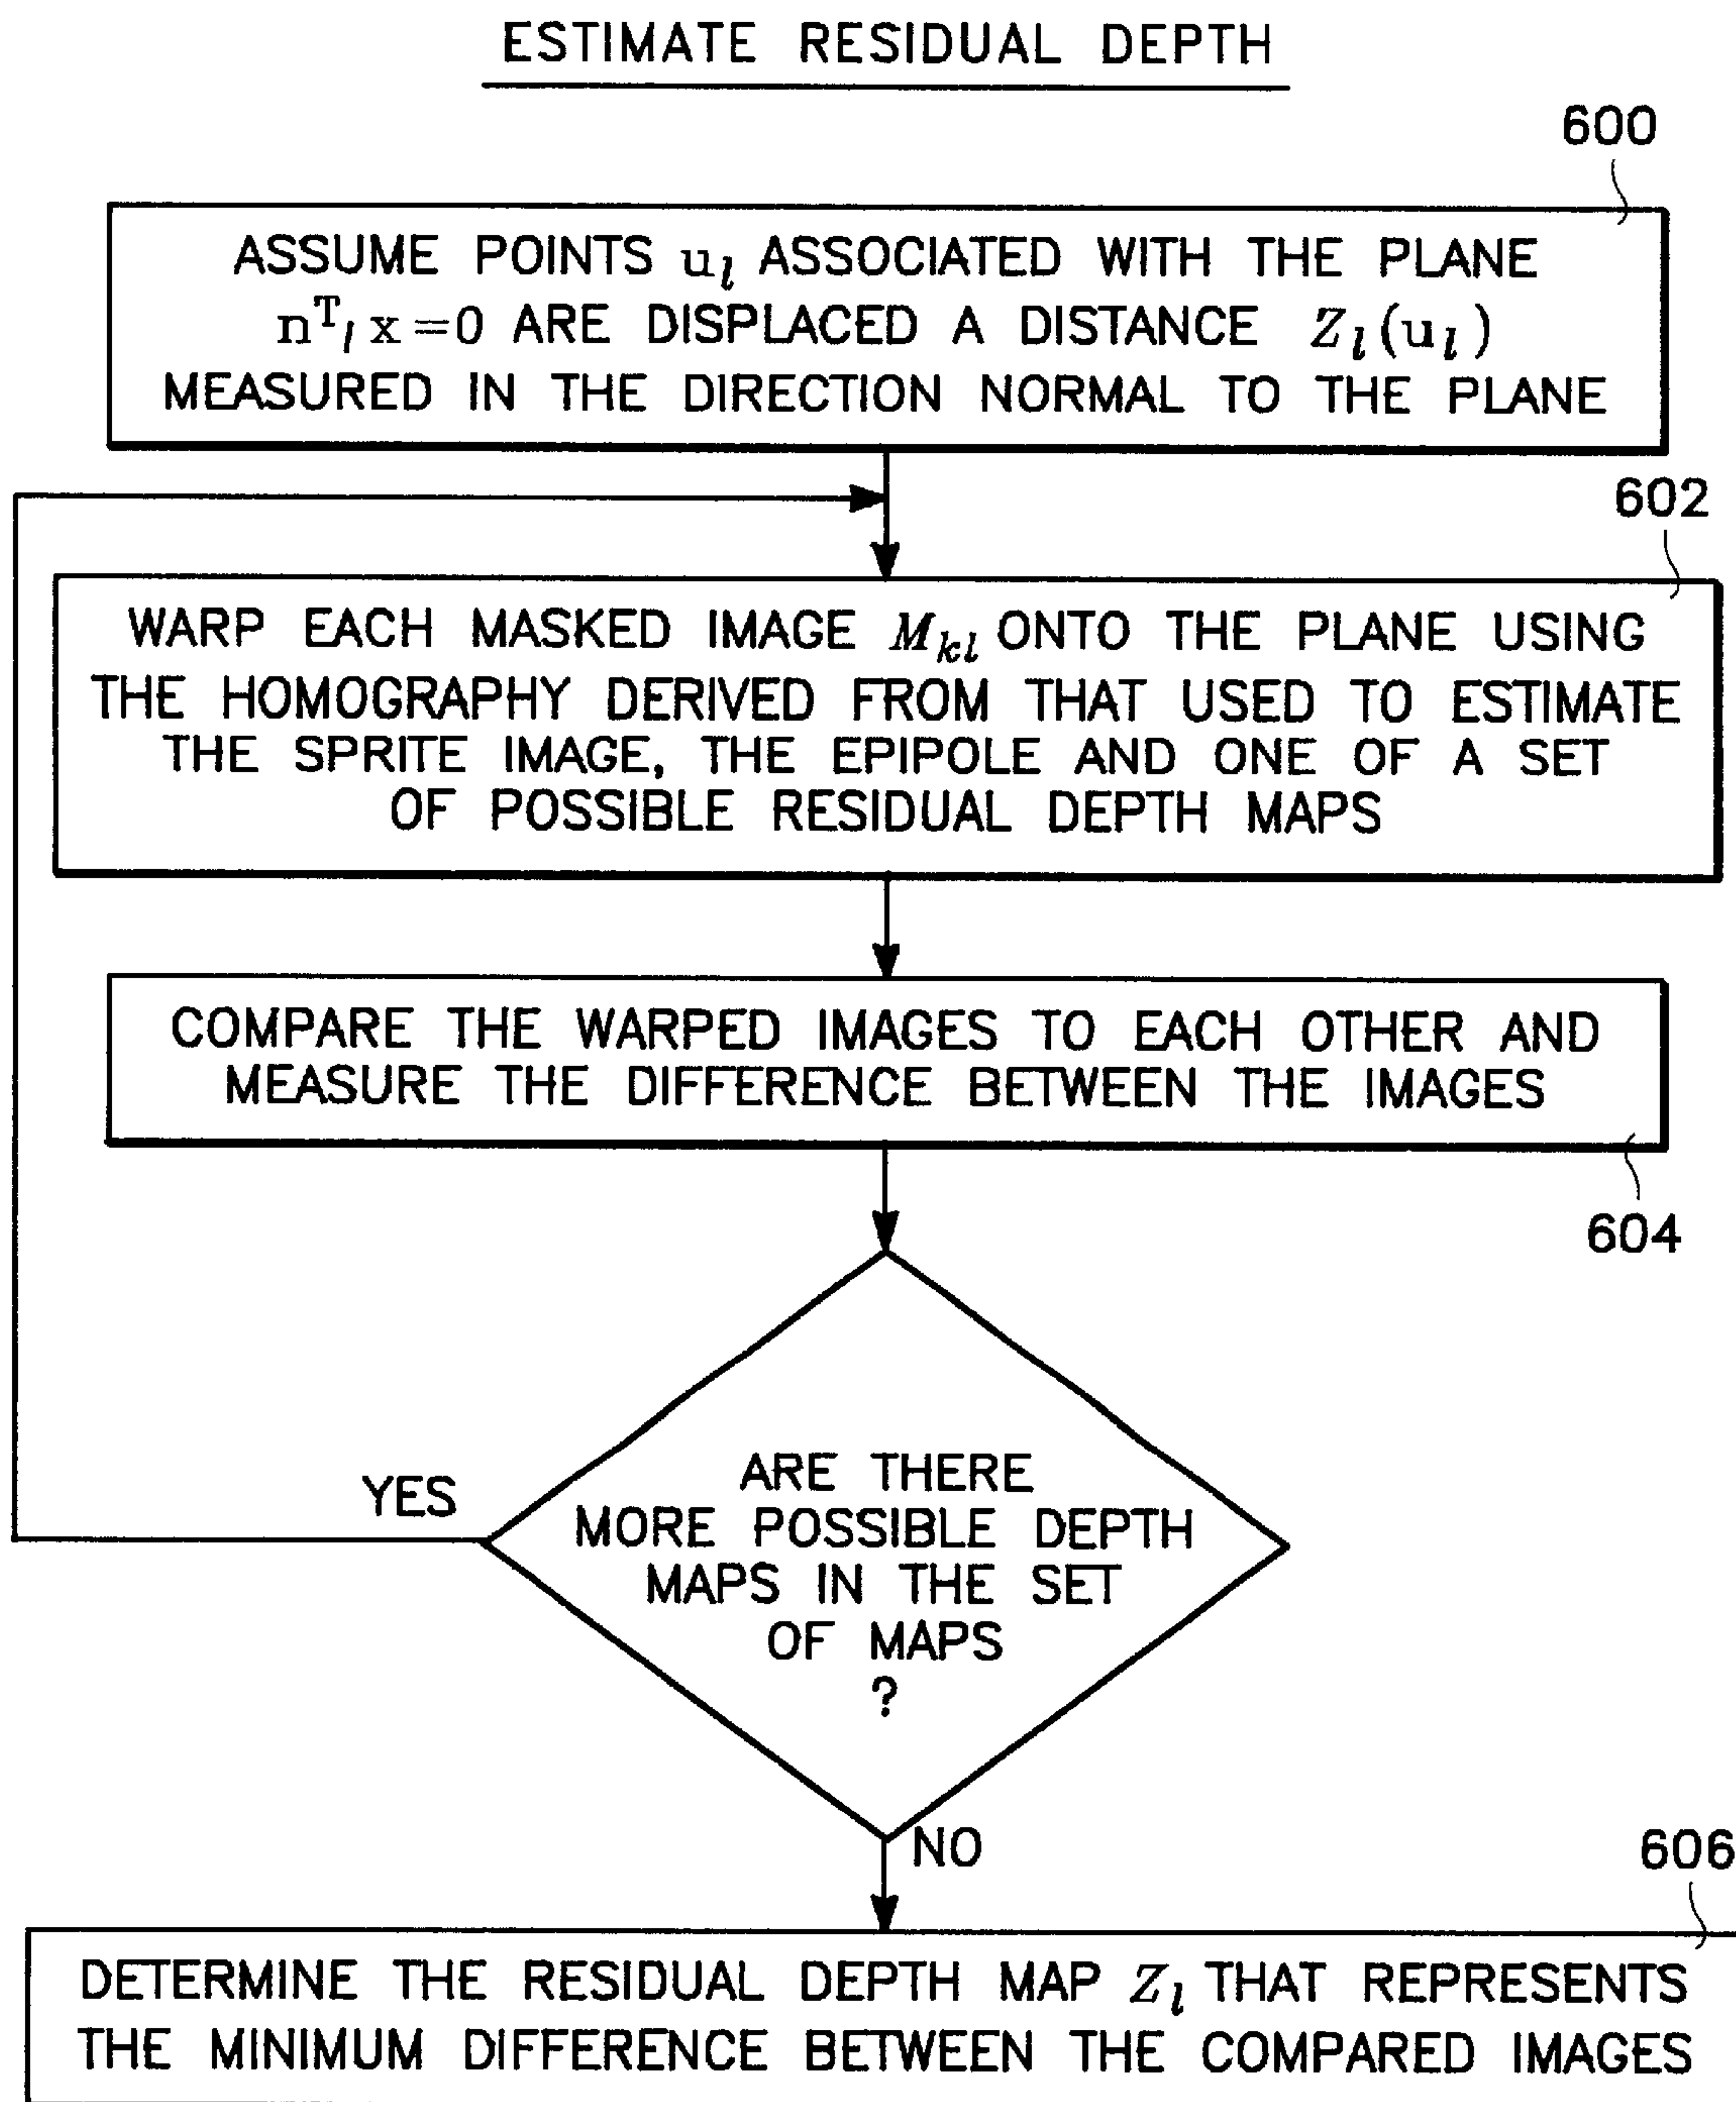 ESTIMATE RESIDUAL DEPTH
600
ASSUME POINTS u_l ASSOCIATED WITH THE PLANE
n^T_l x=0 ARE DISPLACED A DISTANCE Z_l(u_l)
MEASURED IN THE DIRECTION NORMAL TO THE PLANE
602
WARP EACH MASKED IMAGE M_kl ONTO THE PLANE USING
THE HOMOGRAPHY DERIVED FROM THAT USED TO ESTIMATE
THE SPRITE IMAGE, THE EPIPOLE AND ONE OF A SET
OF POSSIBLE RESIDUAL DEPTH MAPS
COMPARE THE WARPED IMAGES TO EACH OTHER AND
MEASURE THE DIFFERENCE BETWEEN THE IMAGES
604
ARE THERE
MORE POSSIBLE DEPTH
MAPS IN THE SET
OF MAPS
?
YES
NO
606
DETERMINE THE RESIDUAL DEPTH MAP Z_l THAT REPRESENTS
THE MINIMUM DIFFERENCE BETWEEN THE COMPARED IMAGES